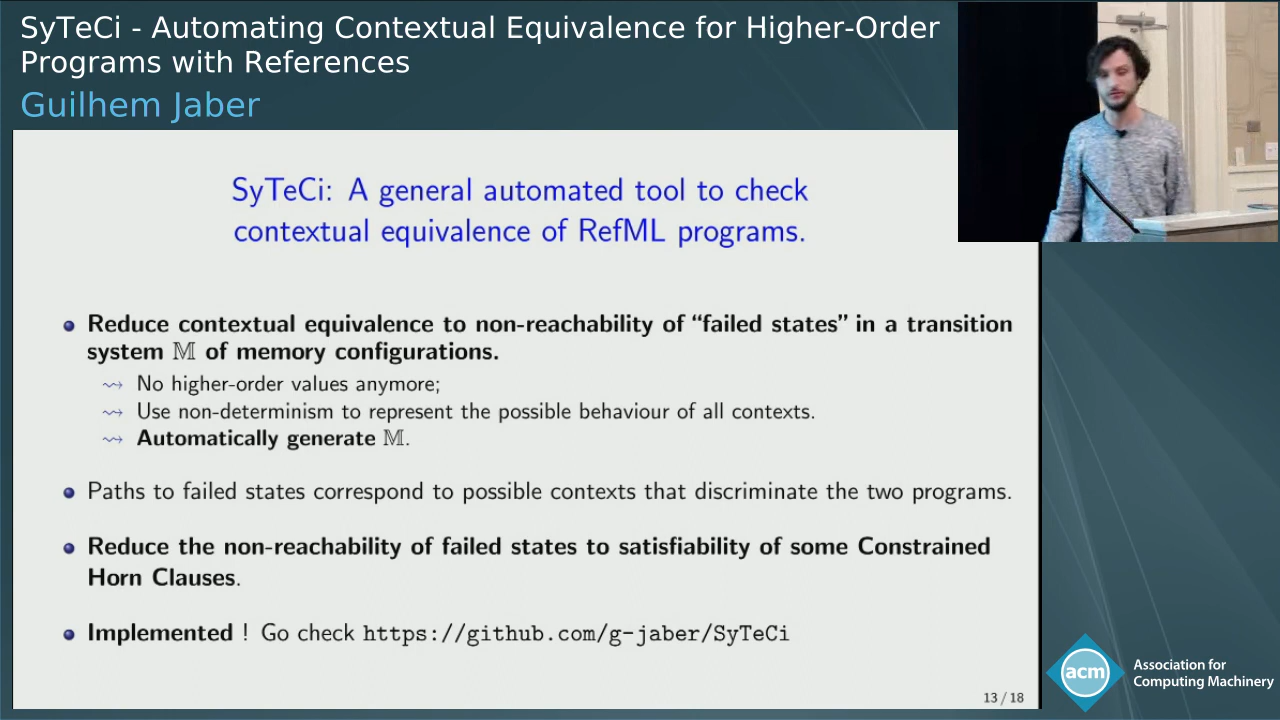 SyTeCi - Automating Contextual Equivalence for Higher-Order
Programs with References
Guilhem Jaber
SyTeCi: A general automated tool to check
contextual equivalence of RefML programs.
Reduce contextual equivalence to non-reachability of “failed states” in a transition
system 𝕄 of memory configurations.
⇝ No higher-order values anymore;
⇝ Use non-determinism to represent the possible behaviour of all contexts.
⇝ Automatically generate 𝕄.
Paths to failed states correspond to possible contexts that discriminate the two programs.
Reduce the non-reachability of failed states to satisfiability of some Constrained
Horn Clauses.
Implemented ! Go check https://github.com/g-jaber/SyTeCi
13 / 18
acm
Association for
Computing Machinery